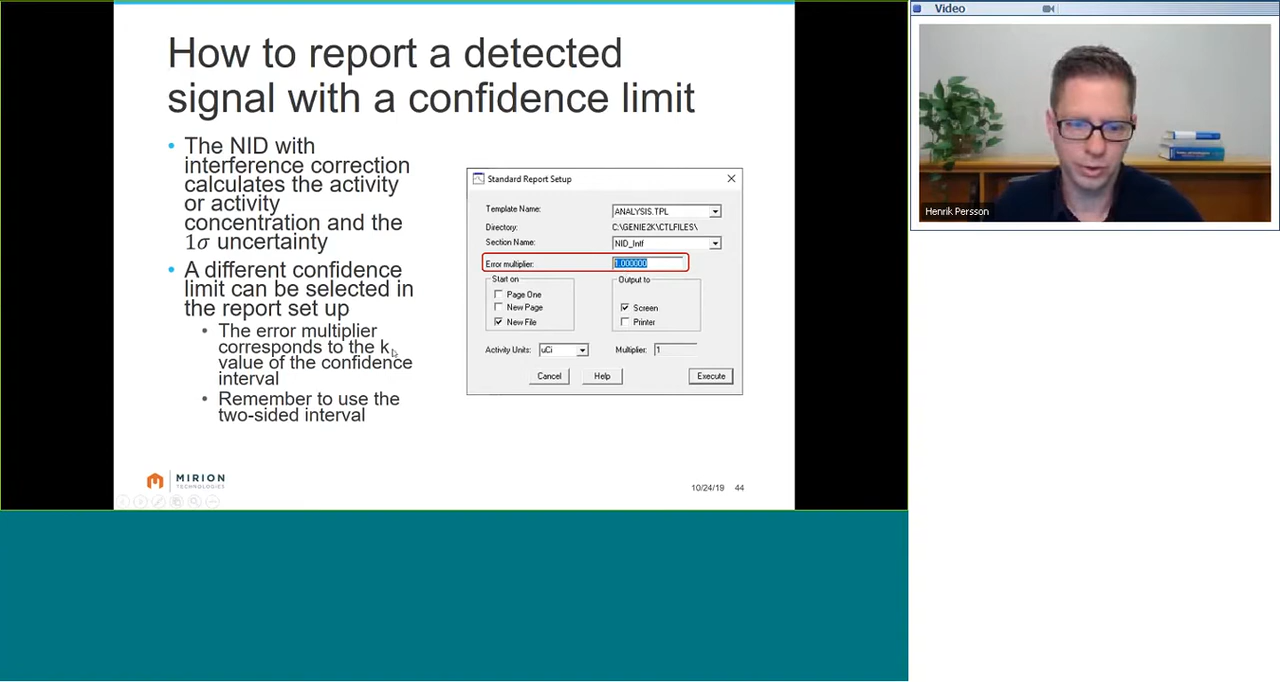 How to report a detected
signal with a confidence limit
• The NID with
interference correction
calculates the activity
or activity
concentration and the
1𝜎 uncertainty
• A different confidence
limit can be selected in
the report set up
• The error multiplier
corresponds to the k
value of the confidence
interval
• Remember to use the
two-sided interval
Standard Report Setup
Template Name: ANALYSIS.TPL
Directory: C:\GENIE2K\CTLFILES\
Section Name: NID_Intf
Error multiplier: 1.000000
Start on
Page One
New Page
New File
Output to
Screen
Printer
Activity Units: uCi
Multiplier: 1
Cancel
Help
Execute
MIRION
TECHNOLOGIES
10/24/19 44
Video
Henrik Persson